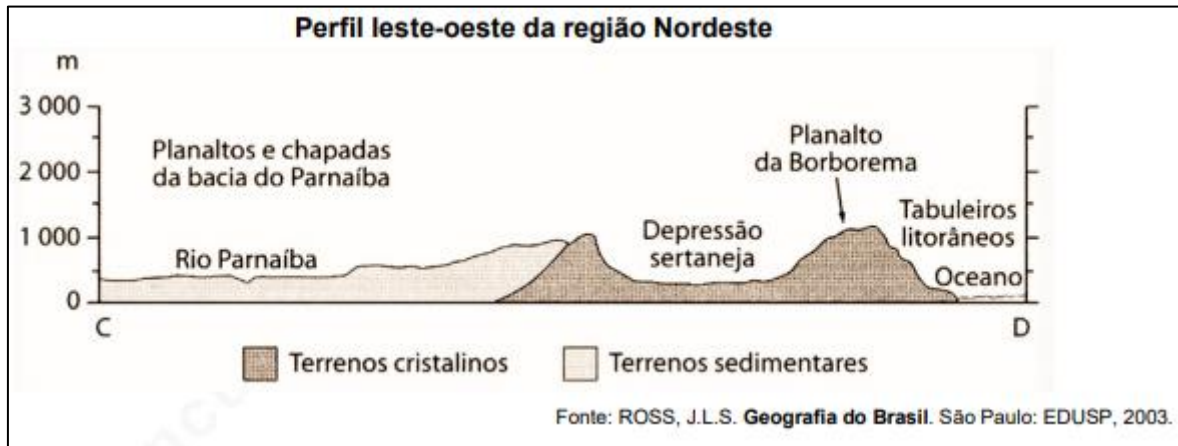 Perfil leste-oeste da região Nordeste
m
3 000
2 000
1 000
0
Planaltos e chapadas
da bacia do Parnaíba
Rio Parnaíba
Depressão
sertaneja
Planalto
da Borborema
Tabuleiros
litorâneos
Oceano
C
D
Terrenos cristalinos
Terrenos sedimentares
Fonte: ROSS, J.L.S. Geografia do Brasil. São Paulo: EDUSP, 2003.